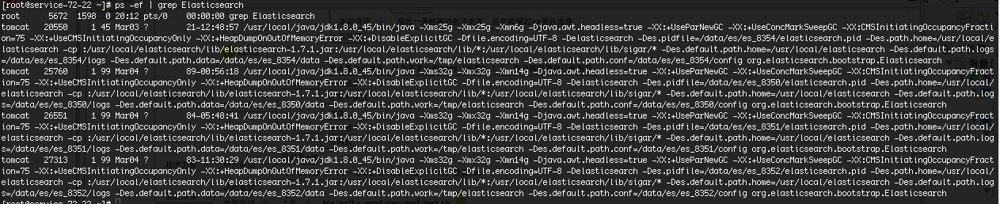 [root@service-72-22 ~]# ps -ef | grep Elasticsearch
root 5672 1598 0 20:12 pts/0 00:00:00 grep Elasticsearch
tomcat 20550 1 45 Mar03 ? 21-12:48:57 /usr/local/java/jdk1.8.0_45/bin/java -Xms25g -Xmx25g -Xmn6g -Djava.awt.headless=true -XX:+UseParNewGC -XX:+UseConcMarkSweepGC -XX:CMSInitiatingOccupancyFracti
on=75 -XX:+UseCMSInitiatingOccupancyOnly -XX:+HeapDumpOnOutOfMemoryError -XX:+DisableExplicitGC -Dfile.encoding=UTF-8 -Delasticsearch -Des.pidfile=/data/es/es_8354/elasticsearch.pid -Des.path.home=/usr/local/e
lasticsearch -cp :/usr/local/elasticsearch/lib/elasticsearch-1.7.1.jar:/usr/local/elasticsearch/lib/*:/usr/local/elasticsearch/lib/sigar/* -Des.default.path.home=/usr/local/elasticsearch -Des.default.path.logs
=/data/es/es_8354/logs -Des.default.path.data=/data/es/es_8354/data -Des.default.path.work=/tmp/elasticsearch -Des.default.path.conf=/data/es/es_8354/config org.elasticsearch.bootstrap.Elasticsearch
tomcat 25760 1 99 Mar04 ? 89-00:56:18 /usr/local/java/jdk1.8.0_45/bin/java -Xms32g -Xmx32g -Xmn14g -Djava.awt.headless=true -XX:+UseParNewGC -XX:+UseConcMarkSweepGC -XX:CMSInitiatingOccupancyFract
ion=75 -XX:+UseCMSInitiatingOccupancyOnly -XX:+HeapDumpOnOutOfMemoryError -XX:+DisableExplicitGC -Dfile.encoding=UTF-8 -Delasticsearch -Des.pidfile=/data/es/es_8350/elasticsearch.pid -Des.path.home=/usr/local/
elasticsearch -cp :/usr/local/elasticsearch/lib/elasticsearch-1.7.1.jar:/usr/local/elasticsearch/lib/*:/usr/local/elasticsearch/lib/sigar/* -Des.default.path.home=/usr/local/elasticsearch -Des.default.path.log
s=/data/es/es_8350/logs -Des.default.path.data=/data/es/es_8350/data -Des.default.path.work=/tmp/elasticsearch -Des.default.path.conf=/data/es/es_8350/config org.elasticsearch.bootstrap.Elasticsearch
tomcat 26551 1 99 Mar04 ? 84-05:48:41 /usr/local/java/jdk1.8.0_45/bin/java -Xms32g -Xmx32g -Xmn14g -Djava.awt.headless=true -XX:+UseParNewGC -XX:+UseConcMarkSweepGC -XX:CMSInitiatingOccupancyFract
ion=75 -XX:+UseCMSInitiatingOccupancyOnly -XX:+HeapDumpOnOutOfMemoryError -XX:+DisableExplicitGC -Dfile.encoding=UTF-8 -Delasticsearch -Des.pidfile=/data/es/es_8351/elasticsearch.pid -Des.path.home=/usr/local/
elasticsearch -cp :/usr/local/elasticsearch/lib/elasticsearch-1.7.1.jar:/usr/local/elasticsearch/lib/*:/usr/local/elasticsearch/lib/sigar/* -Des.default.path.home=/usr/local/elasticsearch -Des.default.path.log
s=/data/es/es_8351/logs -Des.default.path.data=/data/es/es_8351/data -Des.default.path.work=/tmp/elasticsearch -Des.default.path.conf=/data/es/es_8351/config org.elasticsearch.bootstrap.Elasticsearch
tomcat 27313 1 99 Mar04 ? 83-11:30:29 /usr/local/java/jdk1.8.0_45/bin/java -Xms32g -Xmx32g -Xmn14g -Djava.awt.headless=true -XX:+UseParNewGC -XX:+UseConcMarkSweepGC -XX:CMSInitiatingOccupancyFract
ion=75 -XX:+UseCMSInitiatingOccupancyOnly -XX:+HeapDumpOnOutOfMemoryError -XX:+DisableExplicitGC -Dfile.encoding=UTF-8 -Delasticsearch -Des.pidfile=/data/es/es_8352/elasticsearch.pid -Des.path.home=/usr/local/
elasticsearch -cp :/usr/local/elasticsearch/lib/elasticsearch-1.7.1.jar:/usr/local/elasticsearch/lib/*:/usr/local/elasticsearch/lib/sigar/* -Des.default.path.home=/usr/local/elasticsearch -Des.default.path.log
s=/data/es/es_8352/logs -Des.default.path.data=/data/es/es_8352/data -Des.default.path.work=/tmp/elasticsearch -Des.default.path.conf=/data/es/es_8352/config org.elasticsearch.bootstrap.Elasticsearch
[root@service-72-22 ~]#